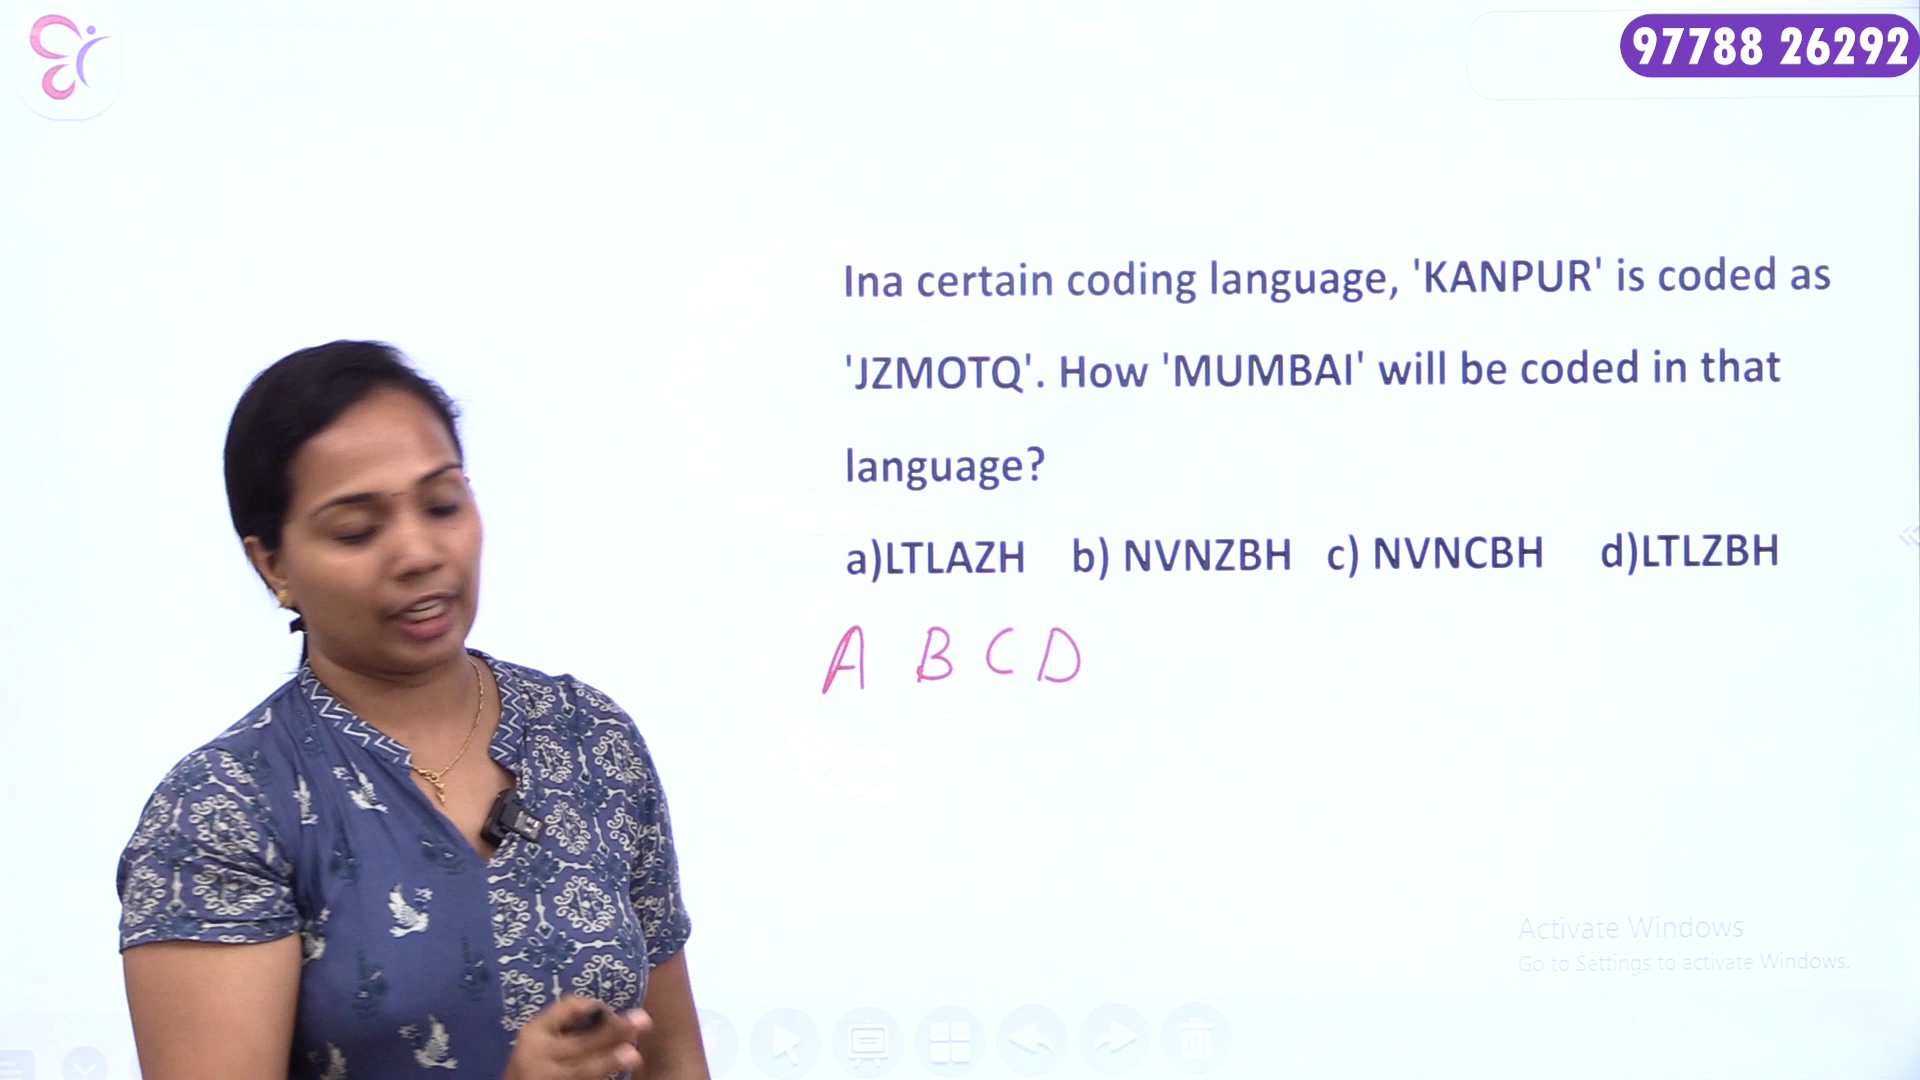 97788 26292
Ina certain coding language, 'KANPUR' is coded as
'JZMOTQ'. How 'MUMBAI' will be coded in that
language?
a)LTLAZH b) NVNZBH c) NVNCBH d)LTLZBH
A B C D
Activate Windows
Go to Settings to activate Windows.